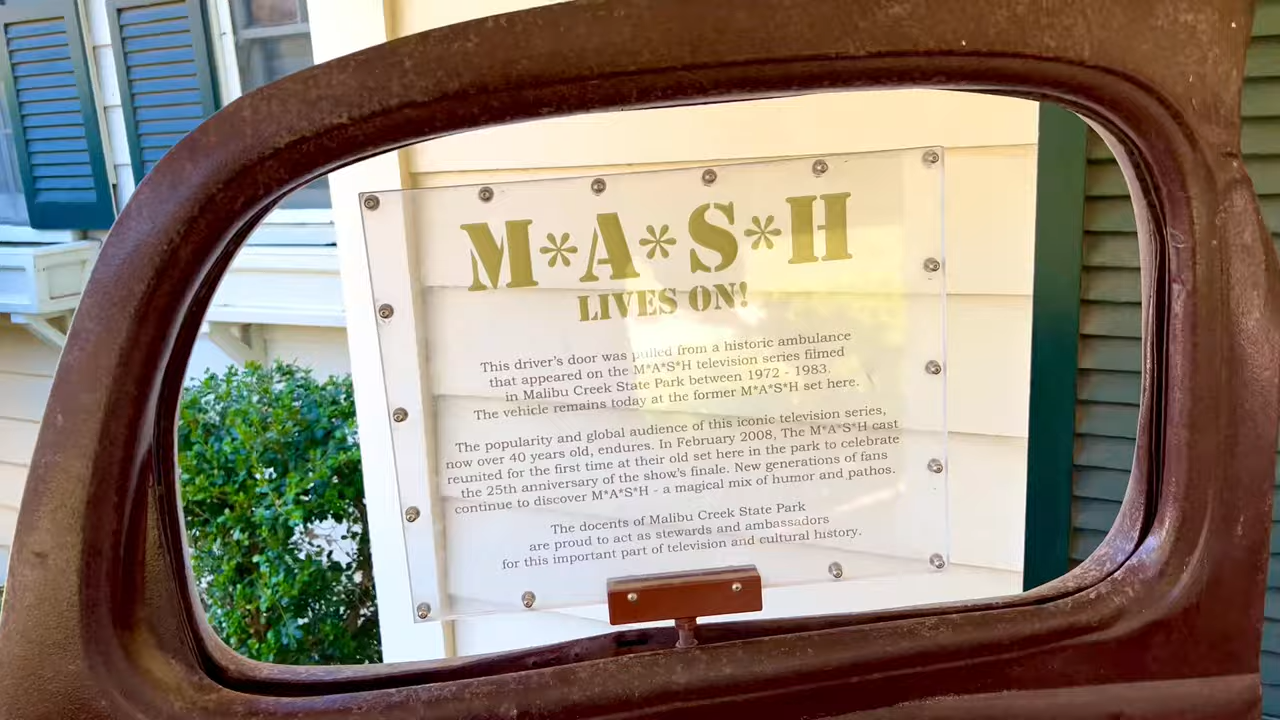 M*A*S*H
LIVES ON!
This driver's door was pulled from a historic ambulance
that appeared on the M*A*S*H television series filmed
in Malibu Creek State Park between 1972 - 1983.
The vehicle remains today at the former M*A*S*H set here.
The popularity and global audience of this iconic television series,
now over 40 years old, endures. In February 2008, The M*A*S*H cast
reunited for the first time at their old set here in the park to celebrate
the 25th anniversary of the show's finale. New generations of fans
continue to discover M*A*S*H - a magical mix of humor and pathos.
The docents of Malibu Creek State Park
are proud to act as stewards and ambassadors
for this important part of television and cultural history.